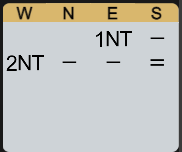 W N E S
1NT –
2NT – – =